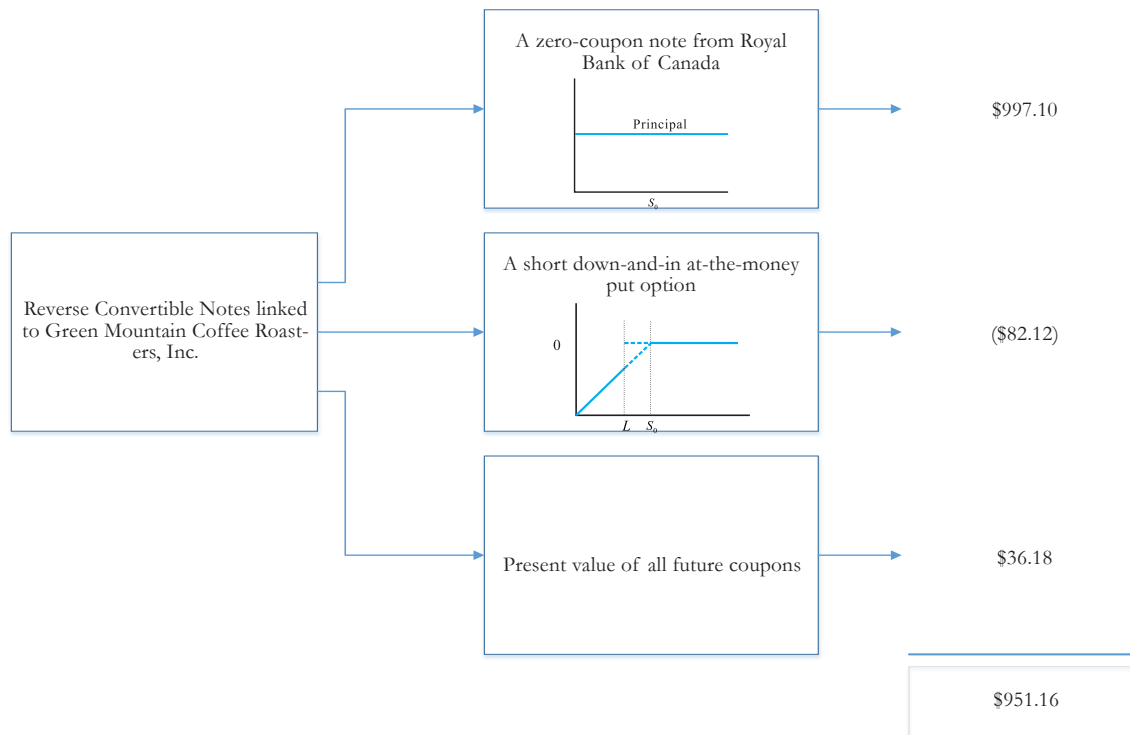 A zero-coupon note from Royal
Bank of Canada
Principal
S₀
$997.10
Reverse Convertible Notes linked
to Green Mountain Coffee Roast-
ers, Inc.
A short down-and-in at-the-money
put option
0
L S₀
($82.12)
Present value of all future coupons
$36.18
$951.16